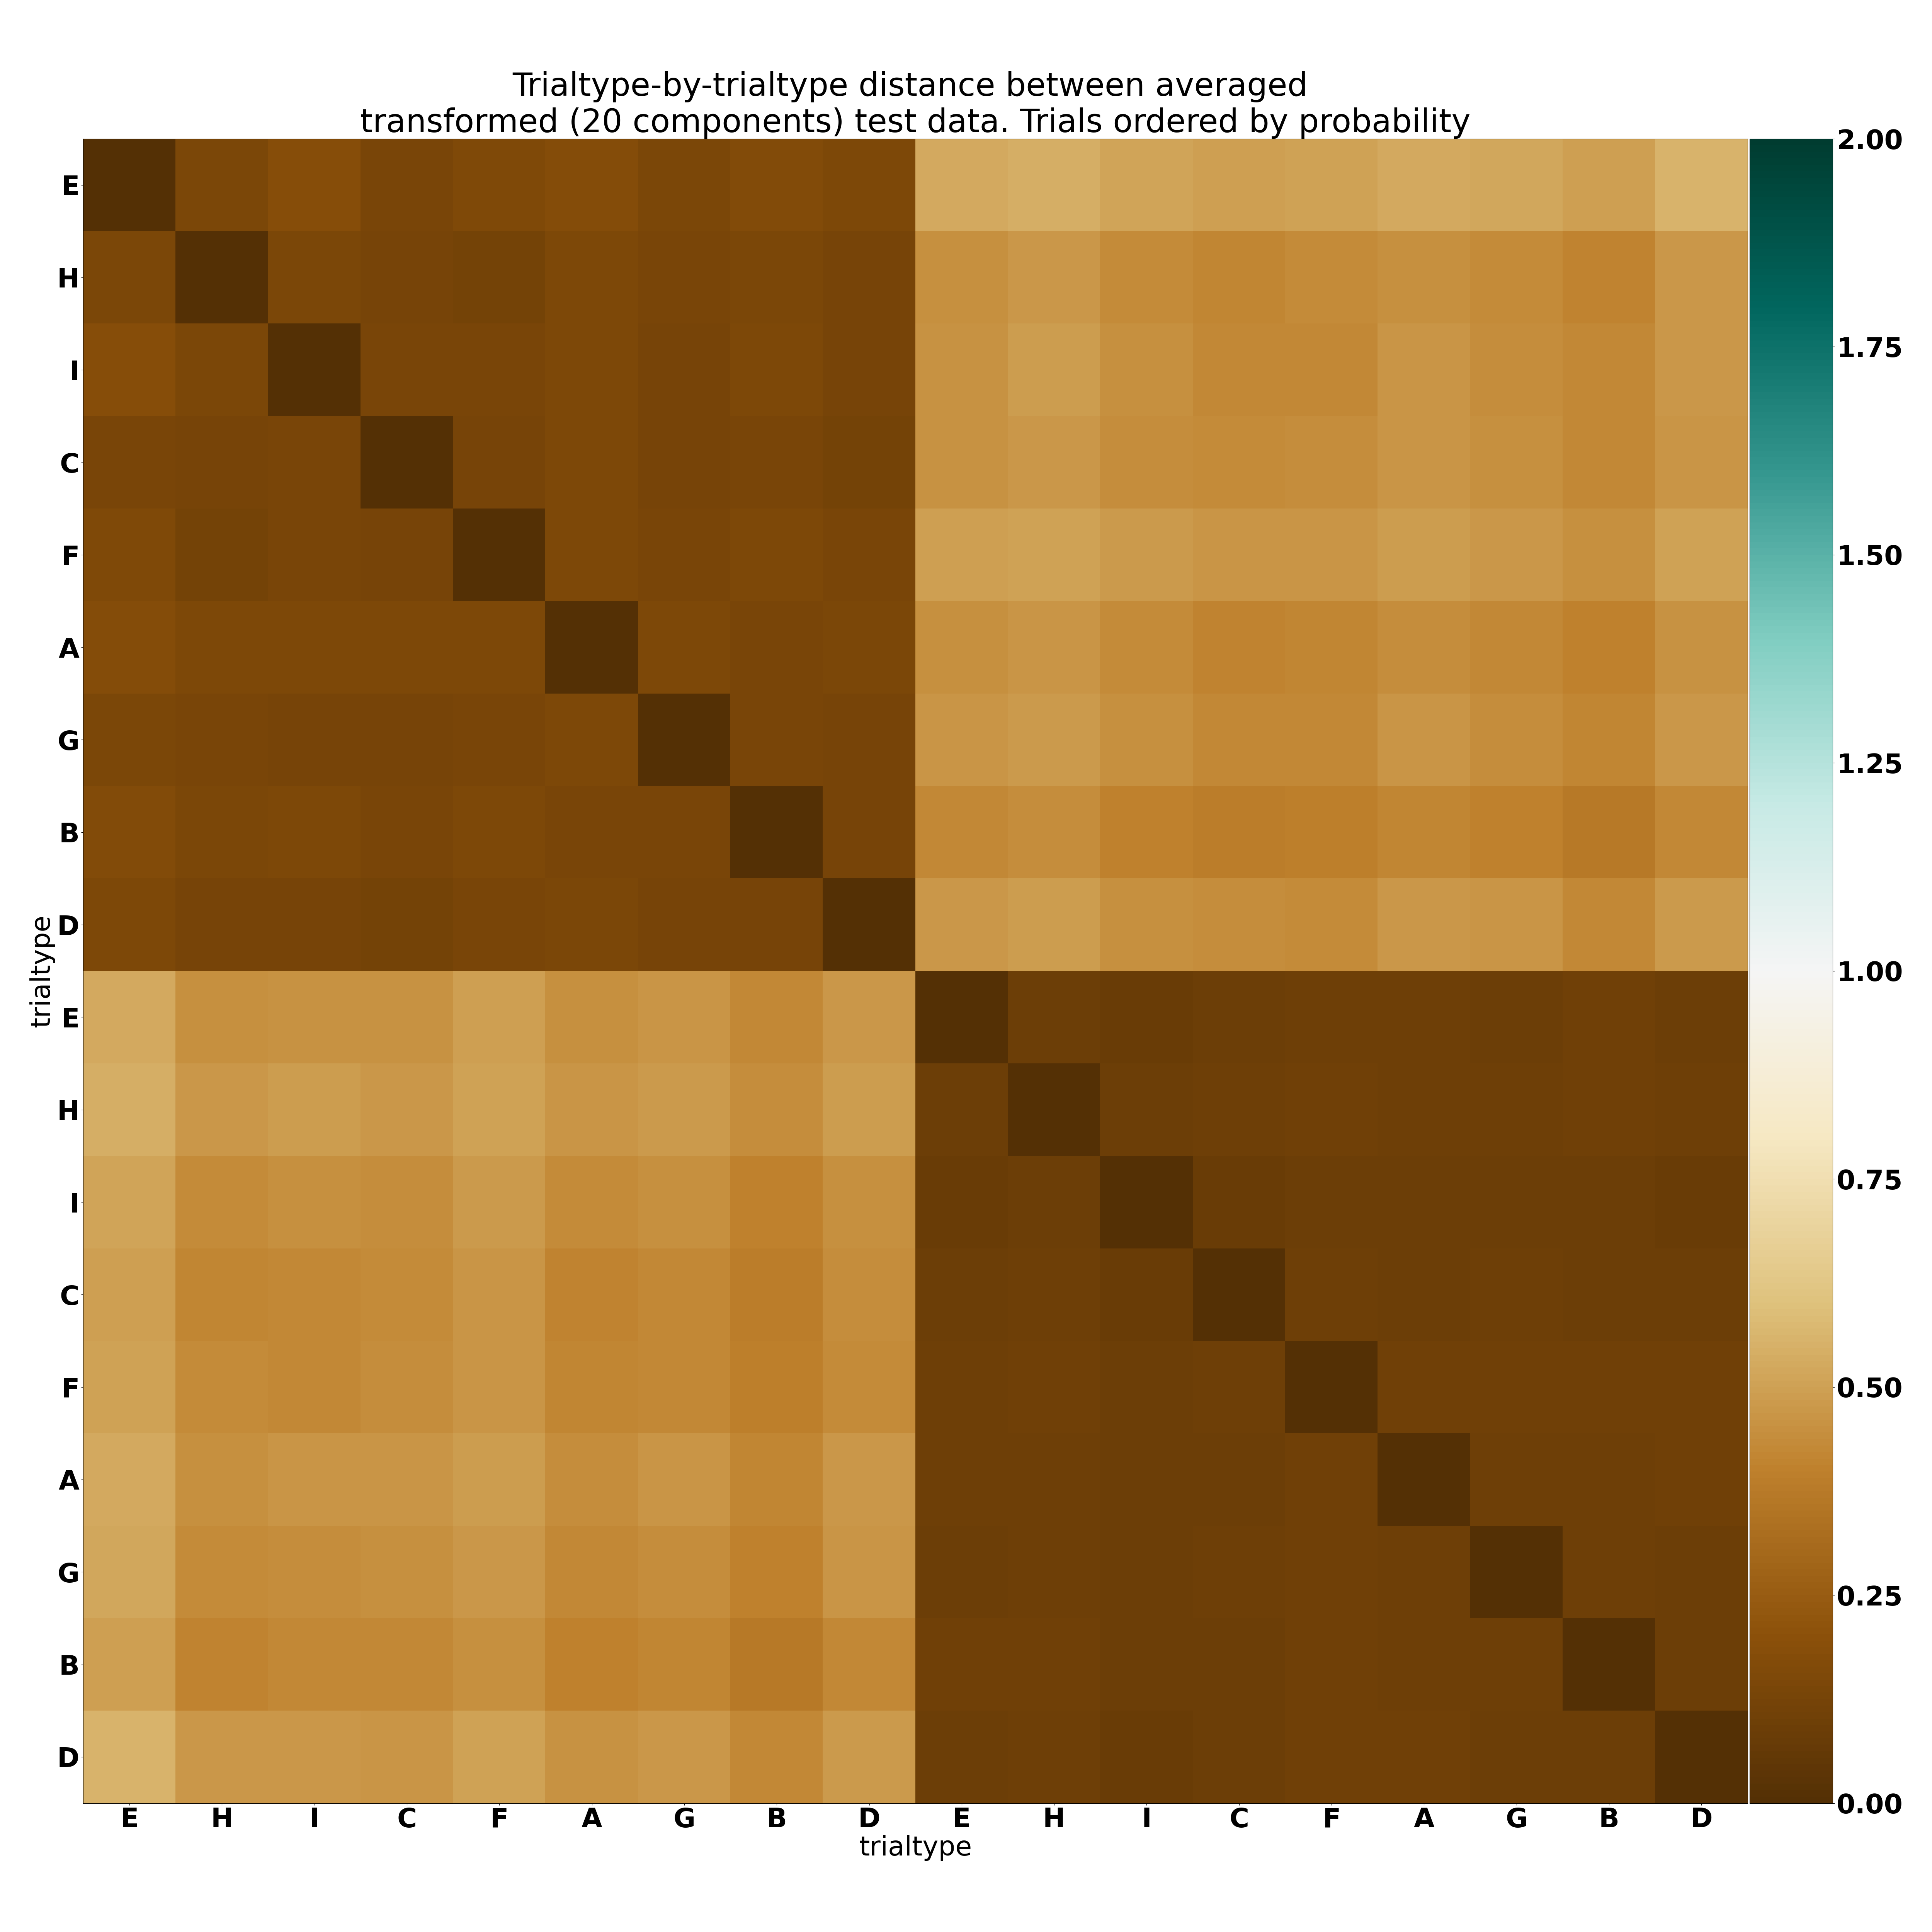 Trialtype-by-trialtype distance between averaged
transformed (20 components) test data. Trials ordered by probability
E
H
I
C
F
A
G
B
D
E
H
I
C
F
A
G
B
D
trialtype
E H I C F A G B D E H I C F A G B D
trialtype
2.00
1.75
1.50
1.25
1.00
0.75
0.50
0.25
0.00